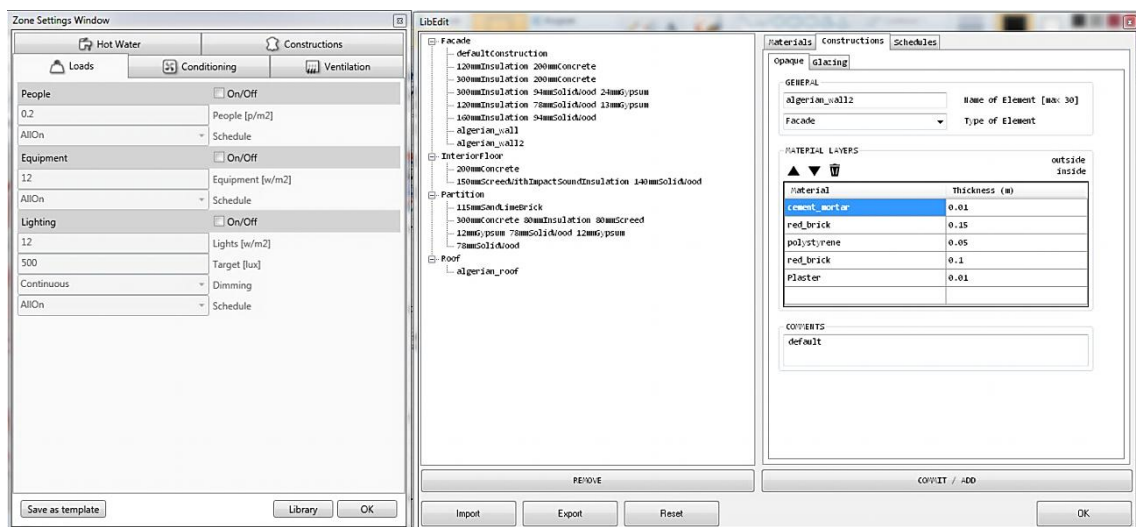 Zone Settings Window
Hot Water
Constructions
Loads
Conditioning
Ventilation
People
On/Off
0.2
People [p/m2]
AllOn
Schedule
Equipment
On/Off
12
Equipment [w/m2]
AllOn
Schedule
Lighting
On/Off
12
Lights [w/m2]
500
Target [lux]
Continuous
Dimming
AllOn
Schedule
Save as template
Library
OK
LibEdit
Facade
defaultConstruction
120mmInsulation 200mmConcrete
300mmInsulation 200mmConcrete
300mmInsulation 94mmSolidWood 24mmGypsum
120mmInsulation 78mmSolidWood 13mmGypsum
160mmInsulation 94mmSolidWood
algerian_wall
algerian_wall2
InteriorFloor
200mmConcrete
150mmScreedWithImpactSoundInsulation 140mmSolidWood
Partition
115mmSandLimeBrick
300mmConcrete 80mmInsulation 80mmScreed
12mmGypsum 78mmSolidWood 12mmGypsum
78mmSolidWood
Roof
algerian_roof
REMOVE
Import
Export
Reset
Materials
Constructions
Schedules
Opaque
Glazing
GENERAL
algerian_wall2
Name of Element [max 30]
Facade
Type of Element
MATERIAL LAYERS
outside
inside
Material
Thickness (m)
cement_mortar
0.01
red_brick
0.15
polystyrene
0.05
red_brick
0.1
Plaster
0.01
COMMENTS
default
COMMIT / ADD
OK